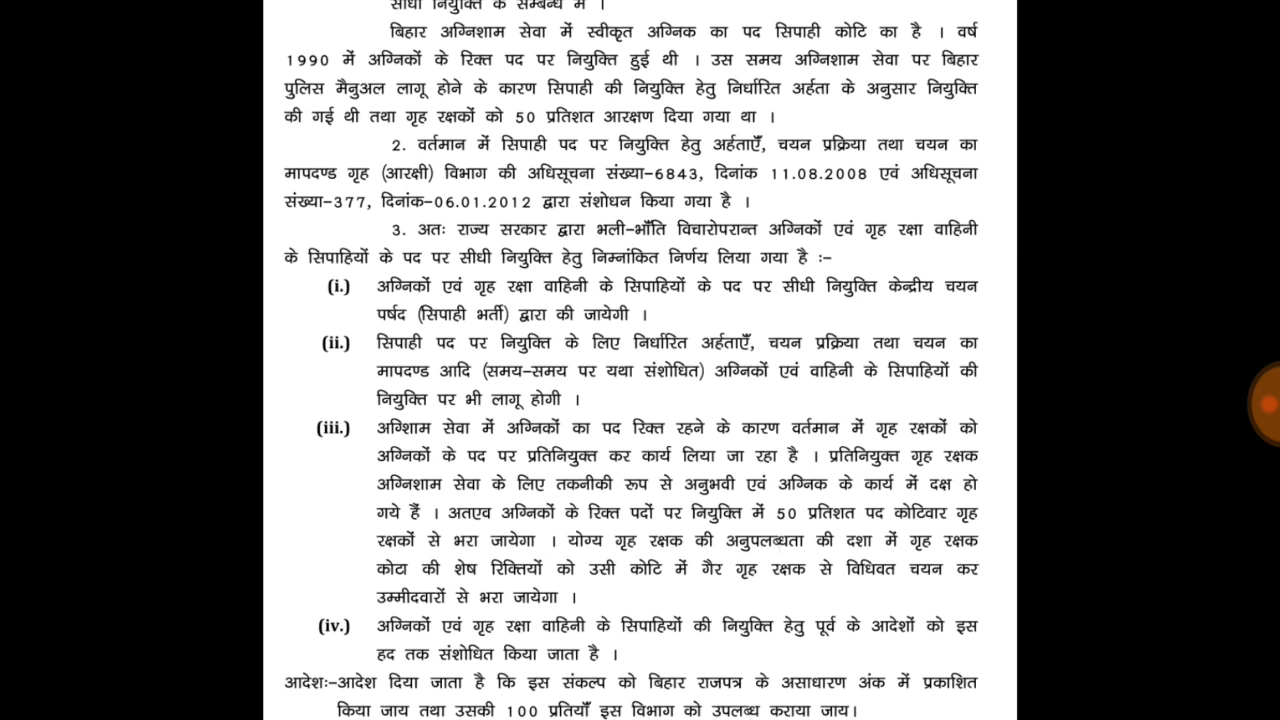 सीधी नियुक्ति के सम्बन्ध में ।
बिहार अग्निशाम सेवा में स्वीकृत अग्निक का पद सिपाही कोटि का है । वर्ष
1990 में अग्निकों के रिक्त पद पर नियुक्ति हुई थी । उस समय अग्निशाम सेवा पर बिहार
पुलिस मैनुअल लागू होने के कारण सिपाही की नियुक्ति हेतु निर्धारित अर्हता के अनुसार नियुक्ति
की गई थी तथा गृह रक्षकों को 50 प्रतिशत आरक्षण दिया गया था ।
2. वर्तमान में सिपाही पद पर नियुक्ति हेतु अर्हताएँ, चयन प्रक्रिया तथा चयन का
मापदण्ड गृह (आरक्षी) विभाग की अधिसूचना संख्या-6843, दिनांक 11.08.2008 एवं अधिसूचना
संख्या-377, दिनांक-06.01.2012 द्वारा संशोधन किया गया है ।
3. अतः राज्य सरकार द्वारा भली-भाँति विचारोपरान्त अग्निकों एवं गृह रक्षा वाहिनी
के सिपाहियों के पद पर सीधी नियुक्ति हेतु निम्नांकित निर्णय लिया गया है :-
(i.) अग्निकों एवं गृह रक्षा वाहिनी के सिपाहियों के पद पर सीधी नियुक्ति केन्द्रीय चयन
पर्षद (सिपाही भर्ती) द्वारा की जायेगी ।
(ii.) सिपाही पद पर नियुक्ति के लिए निर्धारित अर्हताएँ, चयन प्रक्रिया तथा चयन का
मापदण्ड आदि (समय-समय पर यथा संशोधित) अग्निकों एवं वाहिनी के सिपाहियों की
नियुक्ति पर भी लागू होगी ।
(iii.) अग्शिाम सेवा में अग्निकों का पद रिक्त रहने के कारण वर्तमान में गृह रक्षकों को
अग्निकों के पद पर प्रतिनियुक्त कर कार्य लिया जा रहा है । प्रतिनियुक्त गृह रक्षक
अग्निशाम सेवा के लिए तकनीकी रूप से अनुभवी एवं अग्निक के कार्य में दक्ष हो
गये हैं । अतएव अग्निकों के रिक्त पदों पर नियुक्ति में 50 प्रतिशत पद कोटिवार गृह
रक्षकों से भरा जायेगा । योग्य गृह रक्षक की अनुपलब्धता की दशा में गृह रक्षक
कोटा की शेष रिक्तियों को उसी कोटि में गैर गृह रक्षक से विधिवत चयन कर
उम्मीदवारों से भरा जायेगा ।
(iv.) अग्निकों एवं गृह रक्षा वाहिनी के सिपाहियों की नियुक्ति हेतु पूर्व के आदेशों को इस
हद तक संशोधित किया जाता है ।
आदेशः-आदेश दिया जाता है कि इस संकल्प को बिहार राजपत्र के असाधारण अंक में प्रकाशित
किया जाय तथा उसकी 100 प्रतियाँ इस विभाग को उपलब्ध कराया जाय।